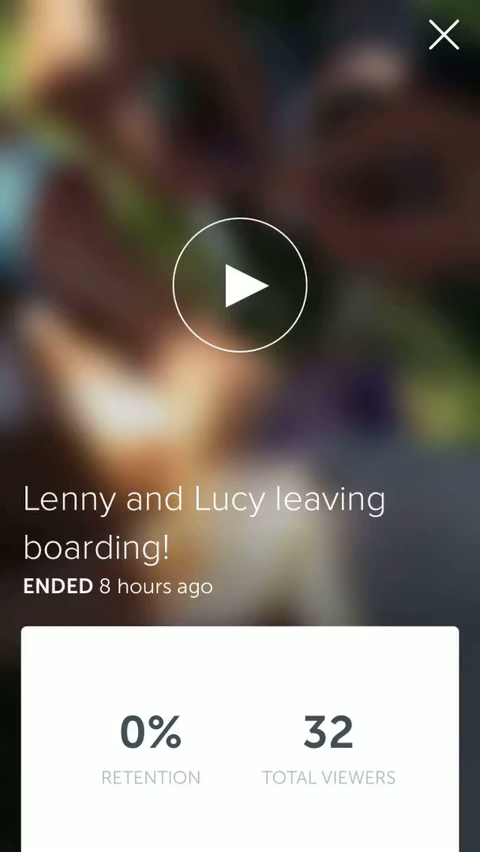 Lenny and Lucy leaving
boarding!
ENDED 8 hours ago
0% 32
RETENTION TOTAL VIEWERS